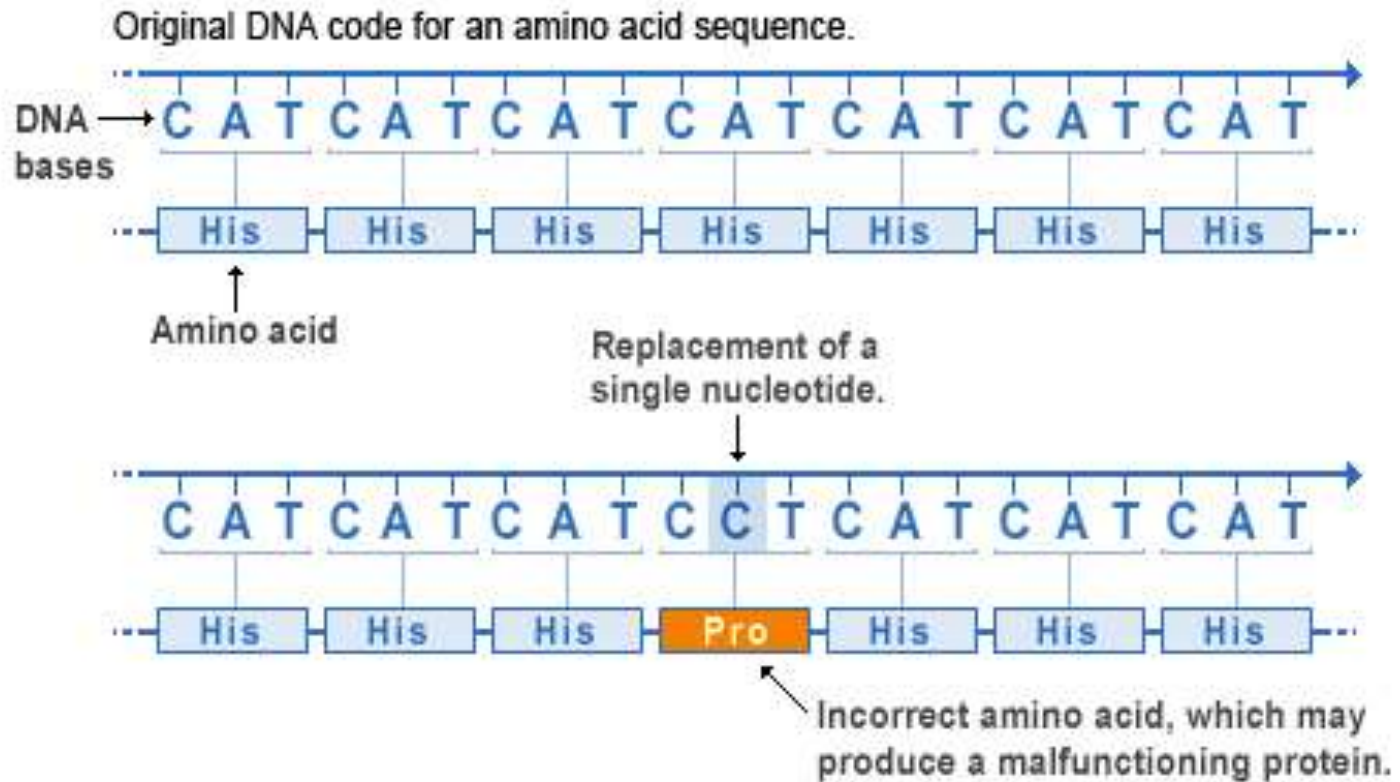 Original DNA code for an amino acid sequence.
DNA bases
C A T C A T C A T C A T C A T C A T C A T
His His His His His His His
Amino acid
Replacement of a
single nucleotide.
C A T C A T C A T C C T C A T C A T C A T
His His His Pro His His His
Incorrect amino acid, which may
produce a malfunctioning protein.